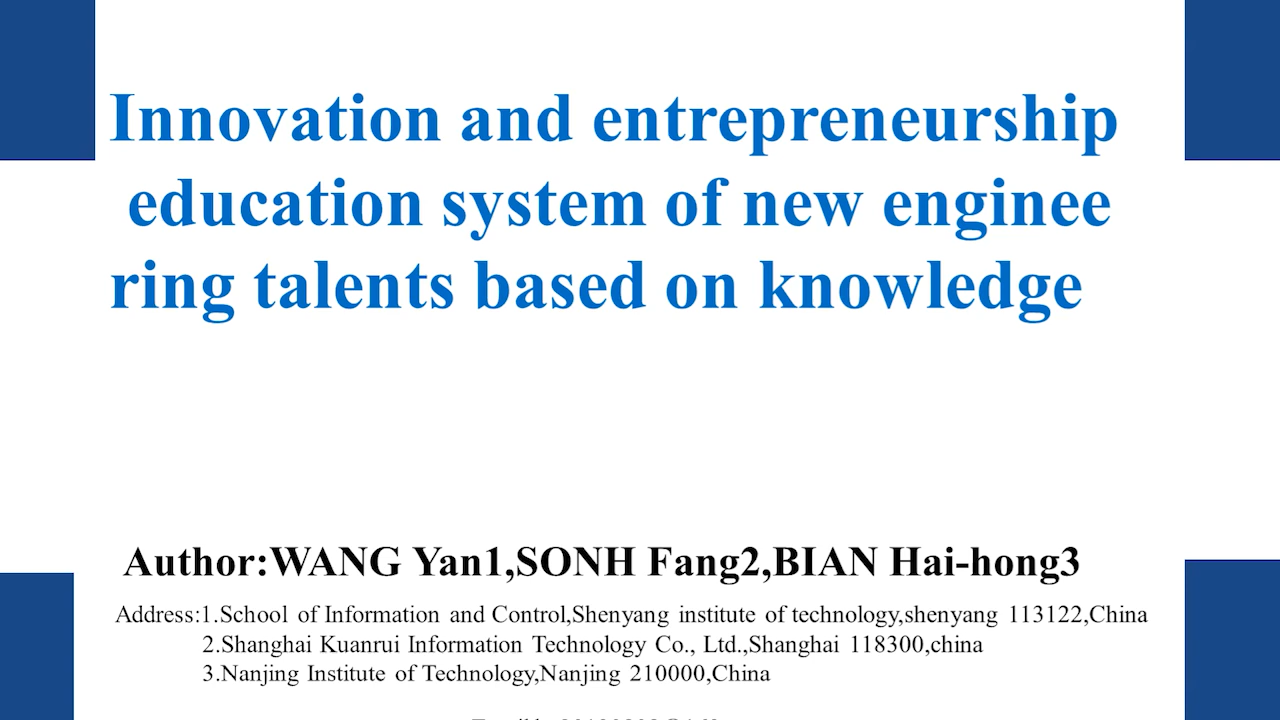 Innovation and entrepreneurship
education system of new enginee
ring talents based on knowledge
Author:WANG Yan1,SONH Fang2,BIAN Hai-hong3
Address:1.School of Information and Control,Shenyang institute of technology,shenyang 113122,China
2.Shanghai Kuanrui Information Technology Co., Ltd.,Shanghai 118300,china
3.Nanjing Institute of Technology,Nanjing 210000,China